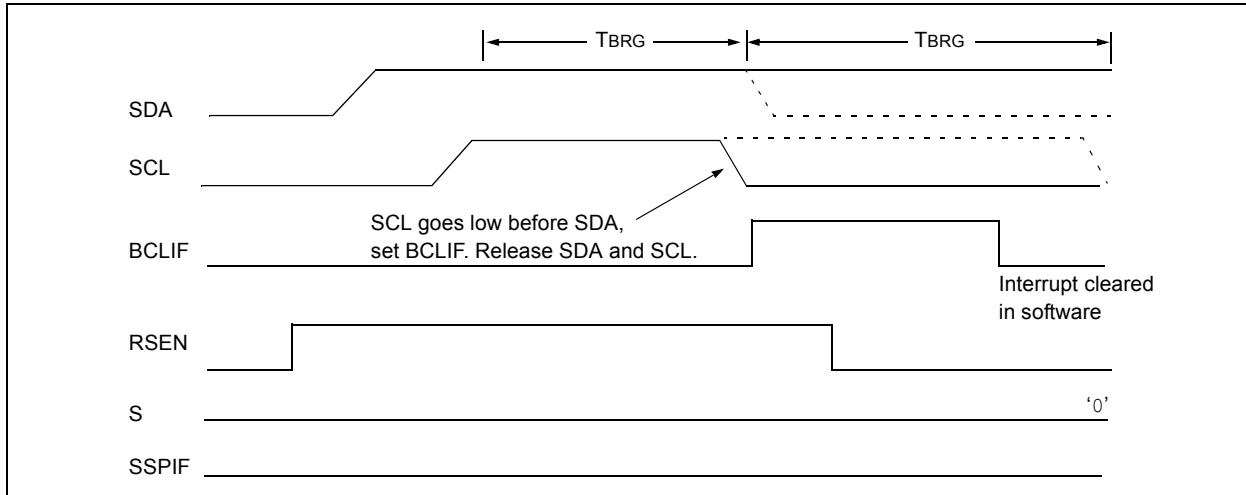 TBRG TBRG
SDA
SCL
SCL goes low before SDA,
set BCLIF. Release SDA and SCL.
BCLIF
Interrupt cleared
in software
RSEN
S
‘0’
SSPIF